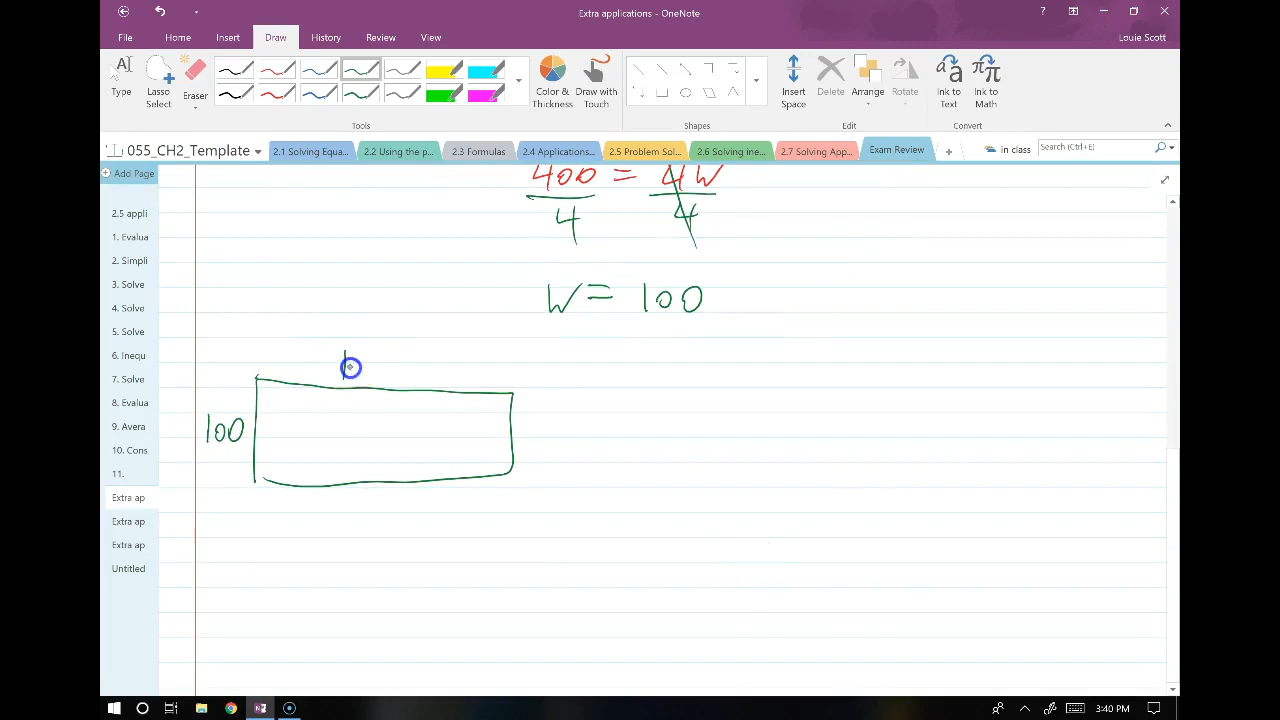 Extra applications - OneNote
File Home Insert Draw History Review View
Louie Scott
Type
Lasso Select
Eraser
Color & Thickness
Draw with Touch
Insert Space
Delete
Arrange
Rotate
Ink to Text
Ink to Math
Tools Shapes Edit Convert
055_CH2_Template
2.1 Solving Equa...
2.2 Using the p...
2.3 Formulas
2.4 Applications...
2.5 Problem Sol...
2.6 Solving ine...
2.7 Solving App...
Exam Review
in class
Search (Ctrl+E)
Add Page
2.5 appli
1. Evalua
2. Simpli
3. Solve
4. Solve
5. Solve
6. Inequ
7. Solve
8. Evalua
9. Avera
10. Cons
11.
Extra ap
Extra ap
Extra ap
Untitled
400 = 4W
4 4
W = 100
100
3:40 PM